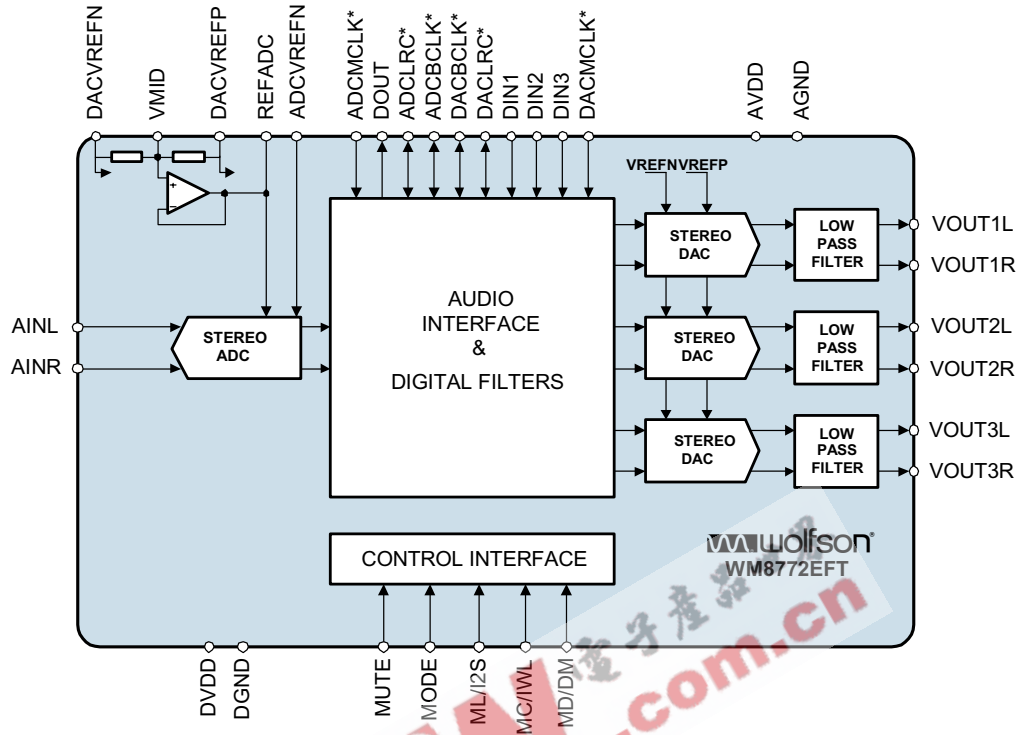 DACVREFN
VMID
DACVREFP
REFADC
ADCVREFN
ADCMCLK*
DOUT
ADCLRC*
ADCBCLK*
DACBCLK*
DACLRC*
DIN1
DIN2
DIN3
DACMCLK*
AVDD
AGND
+
−
VREFN VREFP
AINL
AINR
STEREO
ADC
AUDIO
INTERFACE
&
DIGITAL FILTERS
STEREO
DAC
LOW
PASS
FILTER
VOUT1L
VOUT1R
STEREO
DAC
LOW
PASS
FILTER
VOUT2L
VOUT2R
STEREO
DAC
LOW
PASS
FILTER
VOUT3L
VOUT3R
CONTROL INTERFACE
wolfson®
WM8772EFT
DVDD
DGND
MUTE
MODE
ML/I2S
MC/IWL
MD/DM
.com.cn